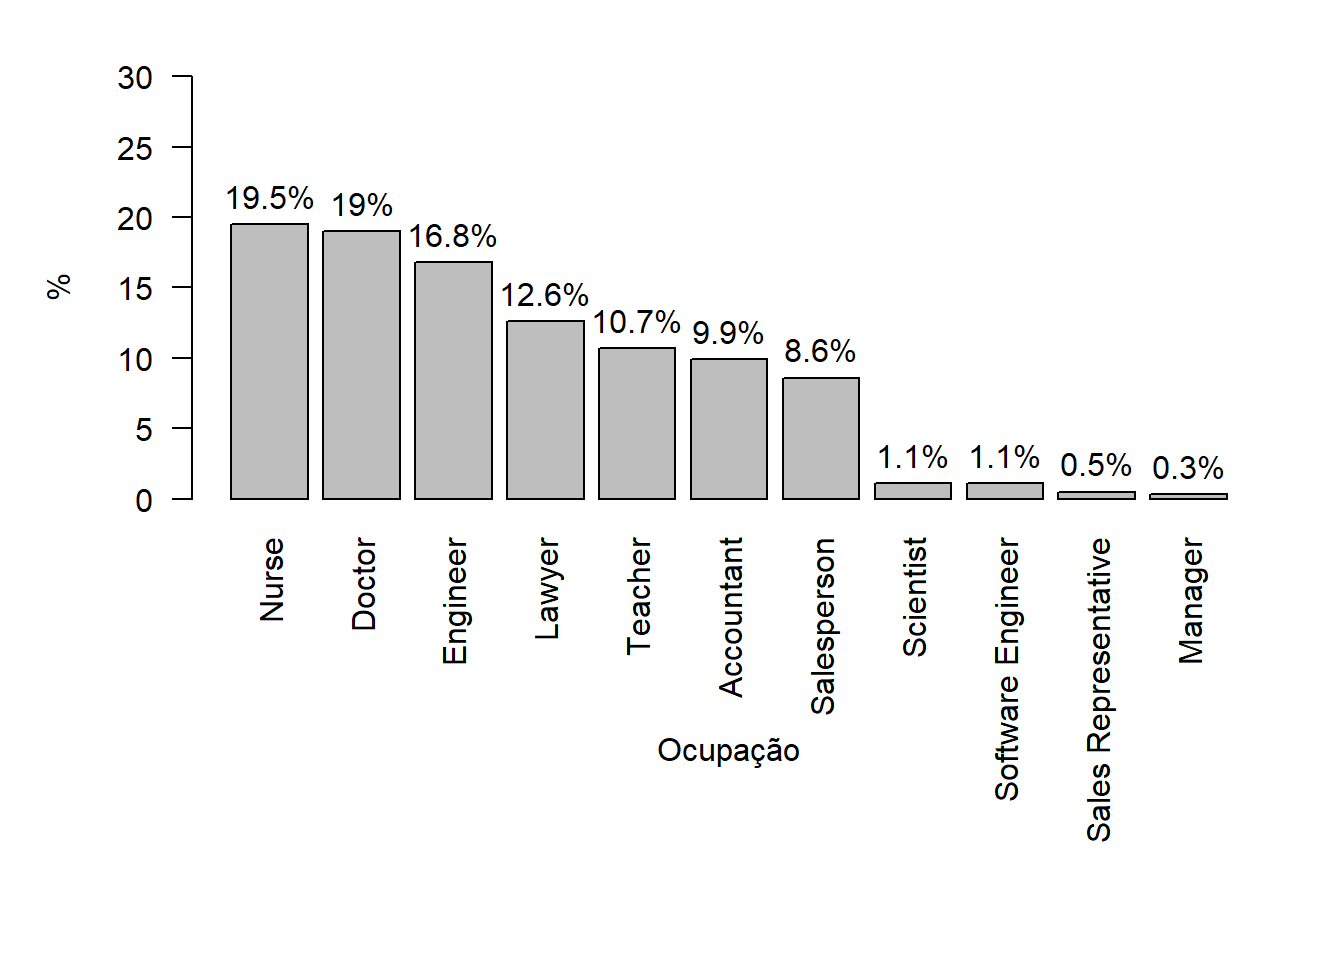 30
25
20
15
10
5
0
%
19.5%
19%
16.8%
12.6%
10.7%
9.9%
8.6%
1.1%
1.1%
0.5%
0.3%
Nurse
Doctor
Engineer
Lawyer
Teacher
Accountant
Salesperson
Scientist
Software Engineer
Sales Representative
Manager
Ocupação